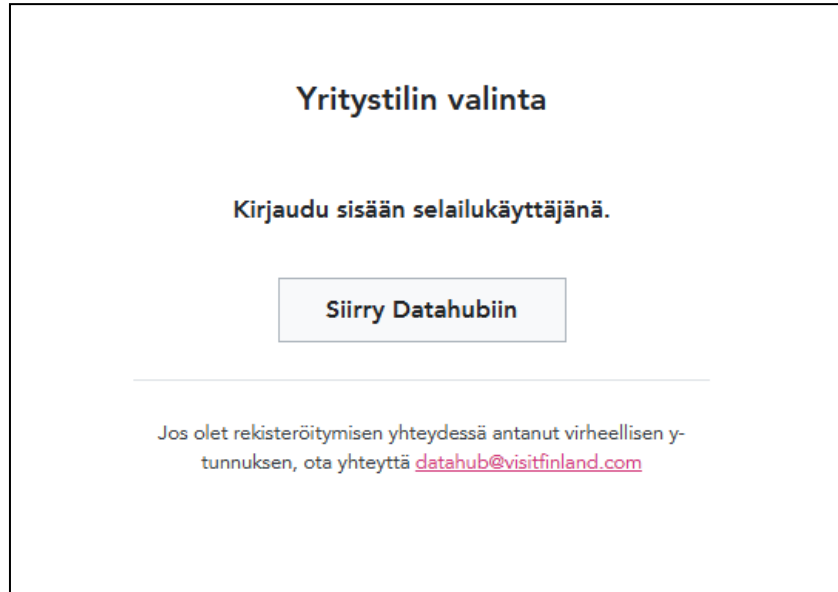 Yritystilin valinta
Kirjaudu sisään selailukäyttäjänä.
Siirry Datahubiin
Jos olet rekisteröitymisen yhteydessä antanut virheellisen y-
tunnuksen, ota yhteyttä datahub@visitfinland.com